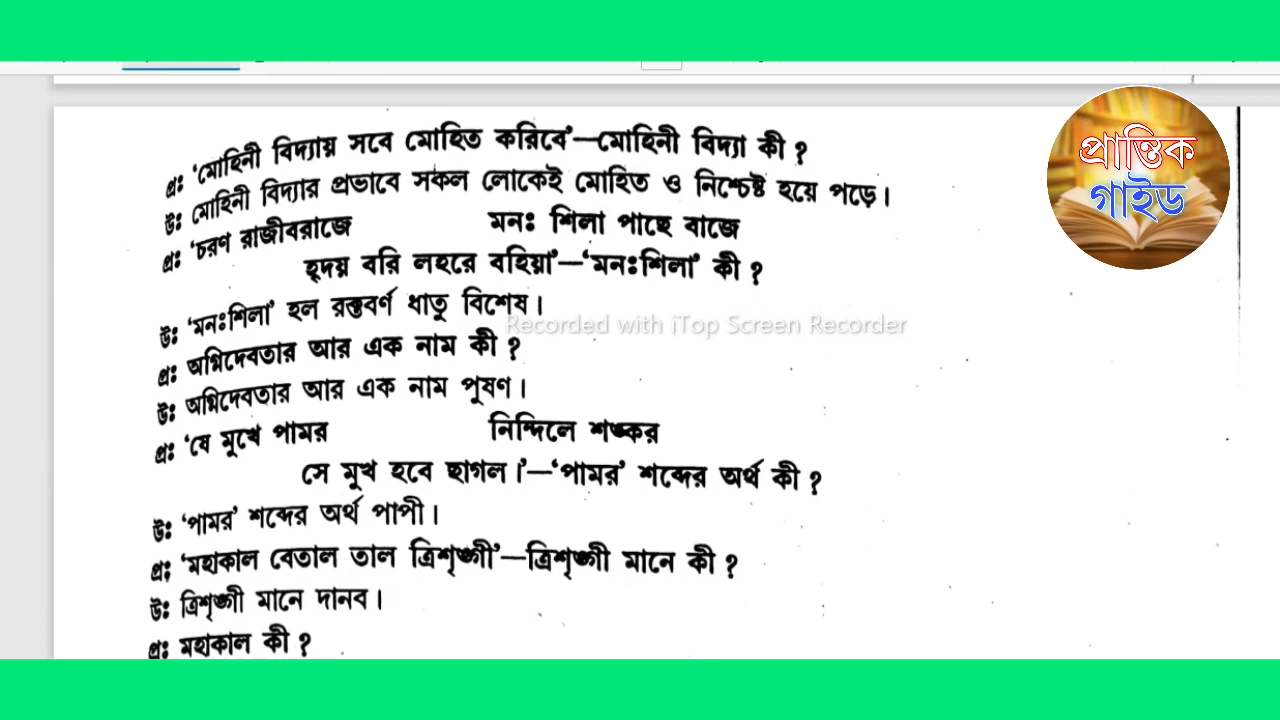 প্রঃ 'মোহিনী বিদ্যায় সবে মোহিত করিবে'—মোহিনী বিদ্যা কী ?
উঃ মোহিনী বিদ্যার প্রভাবে সকল লোকেই মোহিত ও নিশ্চেষ্ট হয়ে পড়ে।
প্রঃ 'চরণ রাজীবরাজে মনঃ শিলা পাছে বাজে
হৃদয় বরি লহরে বহিয়া'—'মনঃশিলা' কী ?
উঃ 'মনঃশিলা' হল রক্তবর্ণ ধাতু বিশেষ।
প্রঃ অগ্নিদেবতার আর এক নাম কী ?
উঃ অগ্নিদেবতার আর এক নাম পূষণ।
প্রঃ 'যে মুখে পামর নিন্দিলে শঙ্কর
সে মুখ হবে ছাগল।'—'পামর' শব্দের অর্থ কী ?
উঃ 'পামর' শব্দের অর্থ পাপী।
প্রঃ 'মহাকাল বেতাল তাল ত্রিশৃঙ্গী'—ত্রিশৃঙ্গী মানে কী ?
উঃ ত্রিশৃঙ্গী মানে দানব।
প্রঃ মহাকাল কী ?
প্রান্তিক
গাইড
Recorded with iTop Screen Recorder